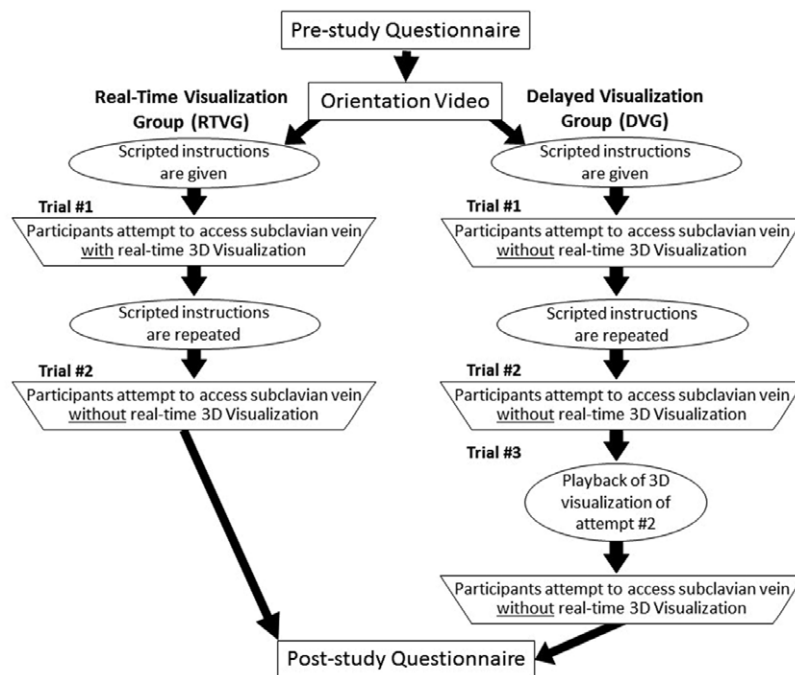 Pre-study Questionnaire
Orientation Video
Real-Time Visualization
Group (RTVG)
Scripted instructions
are given
Trial #1
Participants attempt to access subclavian vein
with real-time 3D Visualization
Scripted instructions
are repeated
Trial #2
Participants attempt to access subclavian vein
without real-time 3D Visualization
Delayed Visualization
Group (DVG)
Scripted instructions
are given
Trial #1
Participants attempt to access subclavian vein
without real-time 3D Visualization
Scripted instructions
are repeated
Trial #2
Participants attempt to access subclavian vein
without real-time 3D Visualization
Trial #3
Playback of 3D
visualization of
attempt #2
Participants attempt to access subclavian vein
without real-time 3D Visualization
Post-study Questionnaire